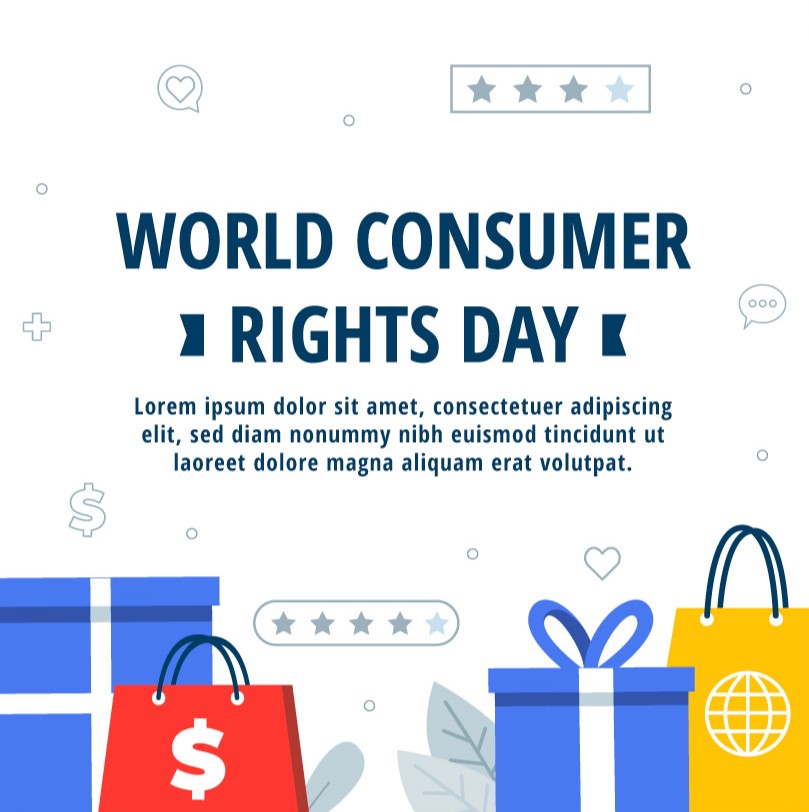 WORLD CONSUMER
RIGHTS DAY
Lorem ipsum dolor sit amet, consectetuer adipiscing
elit, sed diam nonummy nibh euismod tincidunt ut
laoreet dolore magna aliquam erat volutpat.
$
$